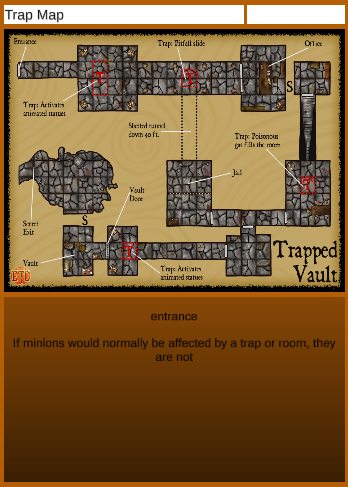 Trap Map
Entrance
Trap: Pitfall slide
Office
S
Trap: Activates
animated statues
Slanted tunnel
down 40 ft.
Trap: Poisonous
gas fills the room
Jail
Vault
Door
S
Secret
Exit
Vault
Trap: Activates
animated statues
Trapped
Vault
entrance
If minions would normally be affected by a trap or room, they
are not